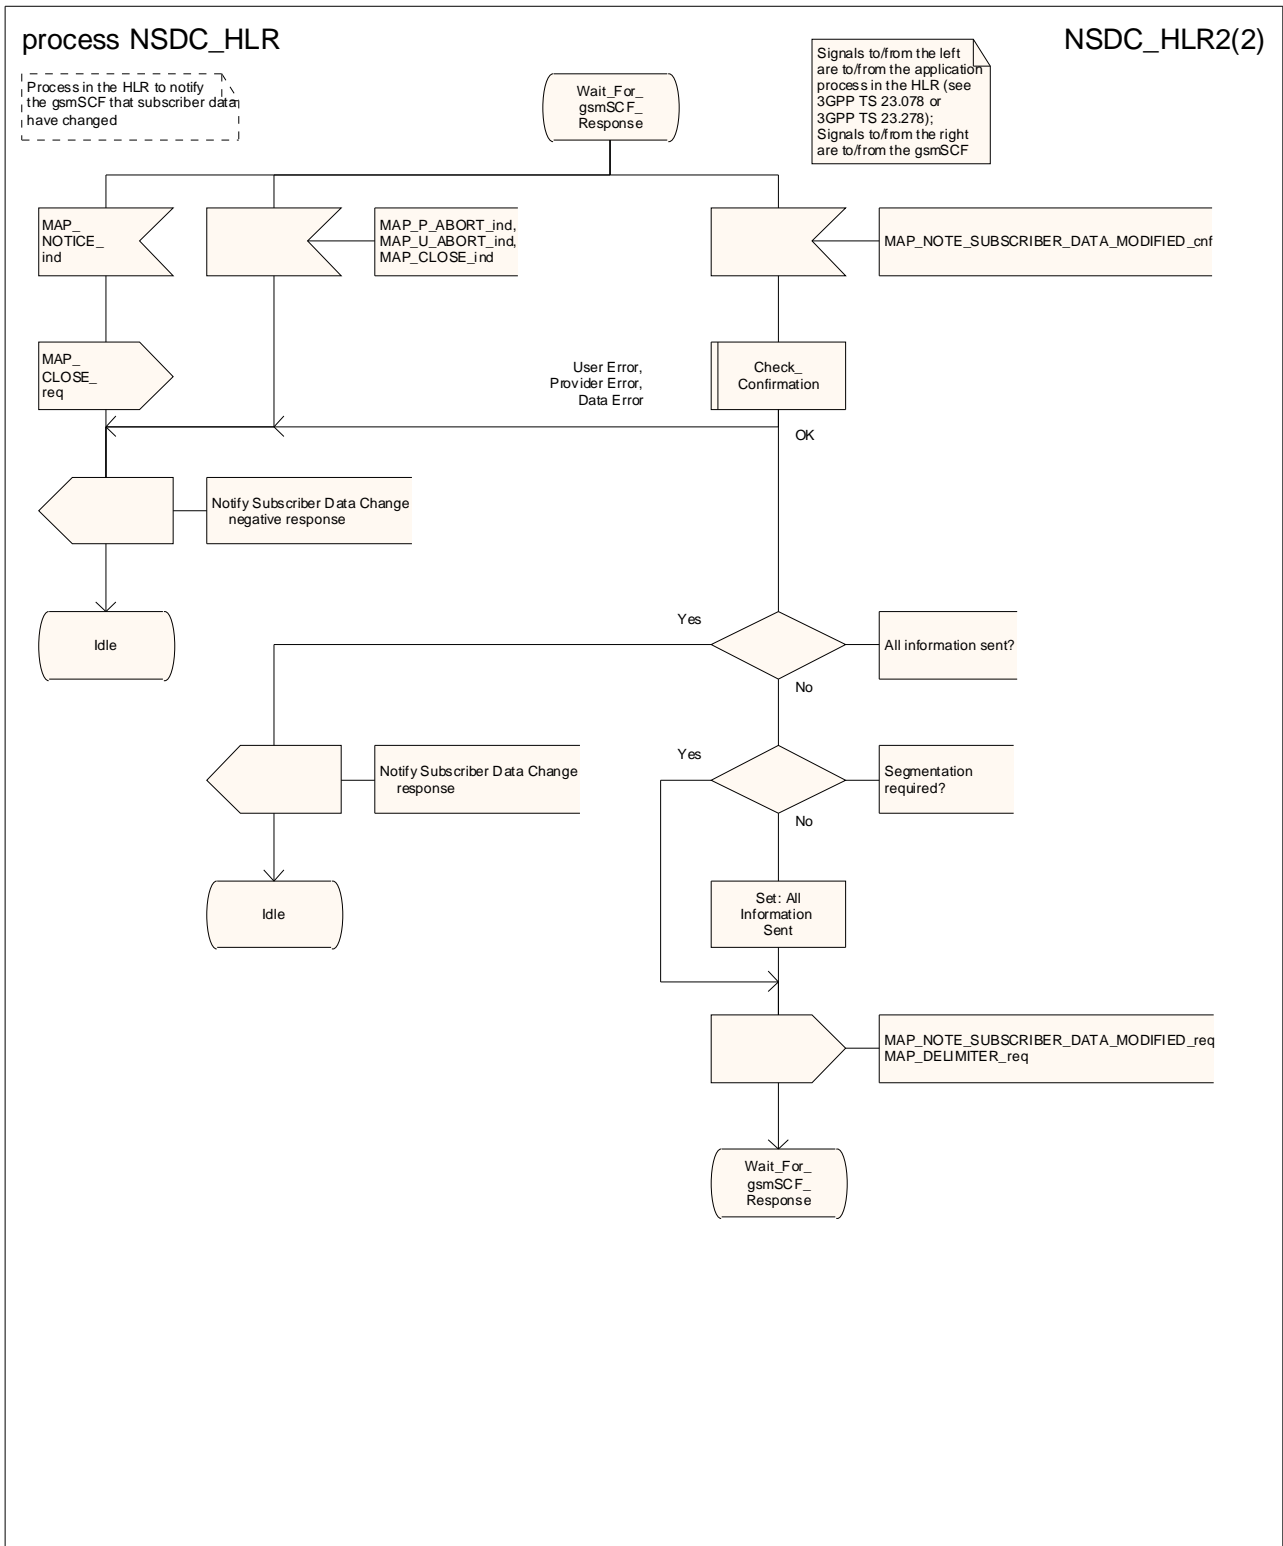 process NSDC_HLR
NSDC_HLR2(2)
Process in the HLR to notify
the gsmSCF that subscriber data
have changed
Wait_For_
gsmSCF_
Response
Signals to/from the left
are to/from the application
process in the HLR (see
3GPP TS 23.078 or
3GPP TS 23.278);
Signals to/from the right
are to/from the gsmSCF
MAP_
NOTICE_
ind
MAP_P_ABORT_ind,
MAP_U_ABORT_ind,
MAP_CLOSE_ind
MAP_NOTE_SUBSCRIBER_DATA_MODIFIED_cnf
MAP_
CLOSE_
req
User Error,
Provider Error,
Data Error
Check_
Confirmation
OK
Notify Subscriber Data Change
negative response
Idle
Yes
All information sent?
No
Notify Subscriber Data Change
response
Yes
Segmentation
required?
No
Idle
Set: All
Information
Sent
MAP_NOTE_SUBSCRIBER_DATA_MODIFIED_req
MAP_DELIMITER_req
Wait_For_
gsmSCF_
Response